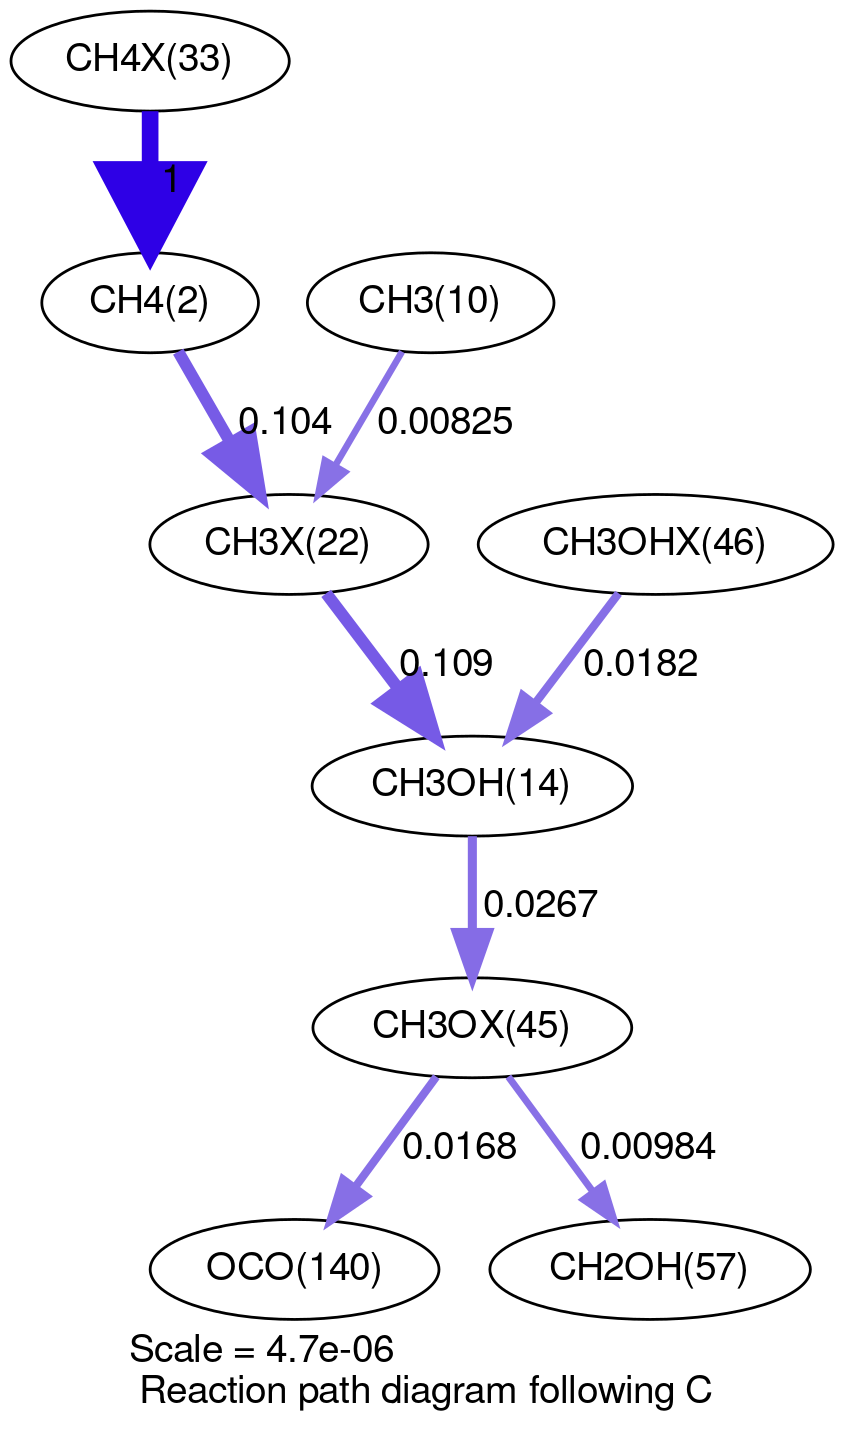 CH4X(33)
1
CH4(2)
CH3(10)
0.104
0.00825
CH3X(22)
CH3OHX(46)
0.109
0.0182
CH3OH(14)
0.0267
CH3OX(45)
0.0168
0.00984
OCO(140)
CH2OH(57)
Scale = 4.7e-06
Reaction path diagram following C